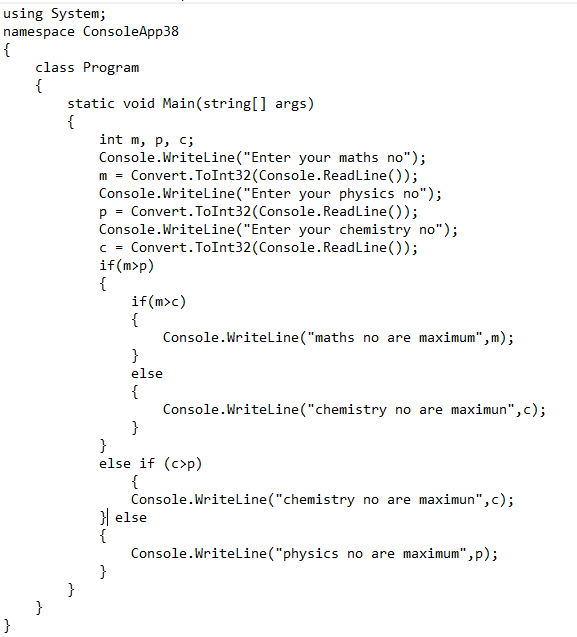 using System;
namespace ConsoleApp38
{
    class Program
    {
        static void Main(string[] args)
        {
            int m, p, c;
            Console.WriteLine("Enter your maths no");
            m = Convert.ToInt32(Console.ReadLine());
            Console.WriteLine("Enter your physics no");
            p = Convert.ToInt32(Console.ReadLine());
            Console.WriteLine("Enter your chemistry no");
            c = Convert.ToInt32(Console.ReadLine());
            if(m>p)
            {
                if(m>c)
                {
                    Console.WriteLine("maths no are maximum",m);
                }
                else
                {
                    Console.WriteLine("chemistry no are maximun",c);
                }
            }
            else if (c>p)
                {
                Console.WriteLine("chemistry no are maximun",c);
            } else
            {
                Console.WriteLine("physics no are maximum",p);
            }
        }
    }
}